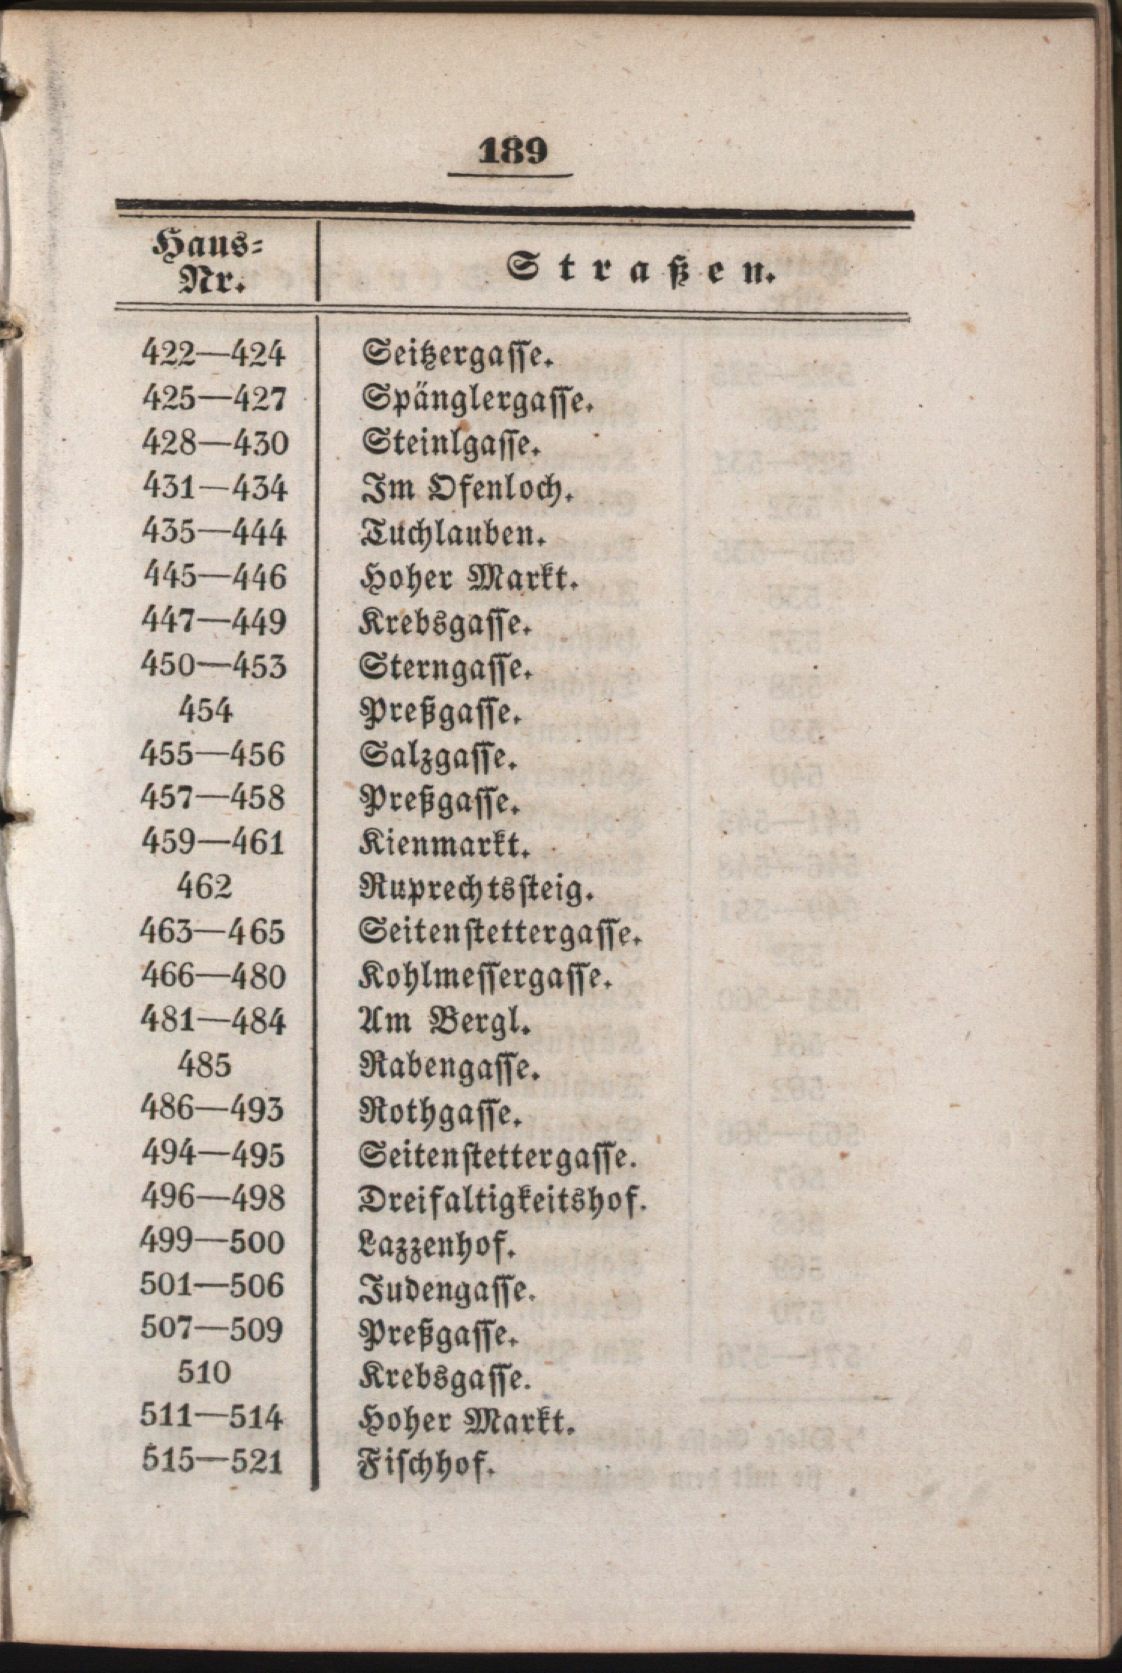 189
Haus-
Nr.
Straßen.
422—424 Seitzergasse.
425—427 Spänglergasse.
428—430 Steinlgasse.
431—434 Im Ofenloch.
435—444 Tuchlauben.
445—446 Hoher Markt.
447—449 Krebsgasse.
450—453 Sterngasse.
454 Preßgasse.
455—456 Salzgasse.
457—458 Preßgasse.
459—461 Kienmarkt.
462 Ruprechtssteig.
463—465 Seitenstettergasse.
466—480 Kohlmessergasse.
481—484 Am Bergl.
485 Rabengasse.
486—493 Rothgasse.
494—495 Seitenstettergasse.
496—498 Dreifaltigkeitshof.
499—500 Lazzenhof.
501—506 Judengasse.
507—509 Preßgasse.
510 Krebsgasse.
511—514 Hoher Markt.
515—521 Fischhof.